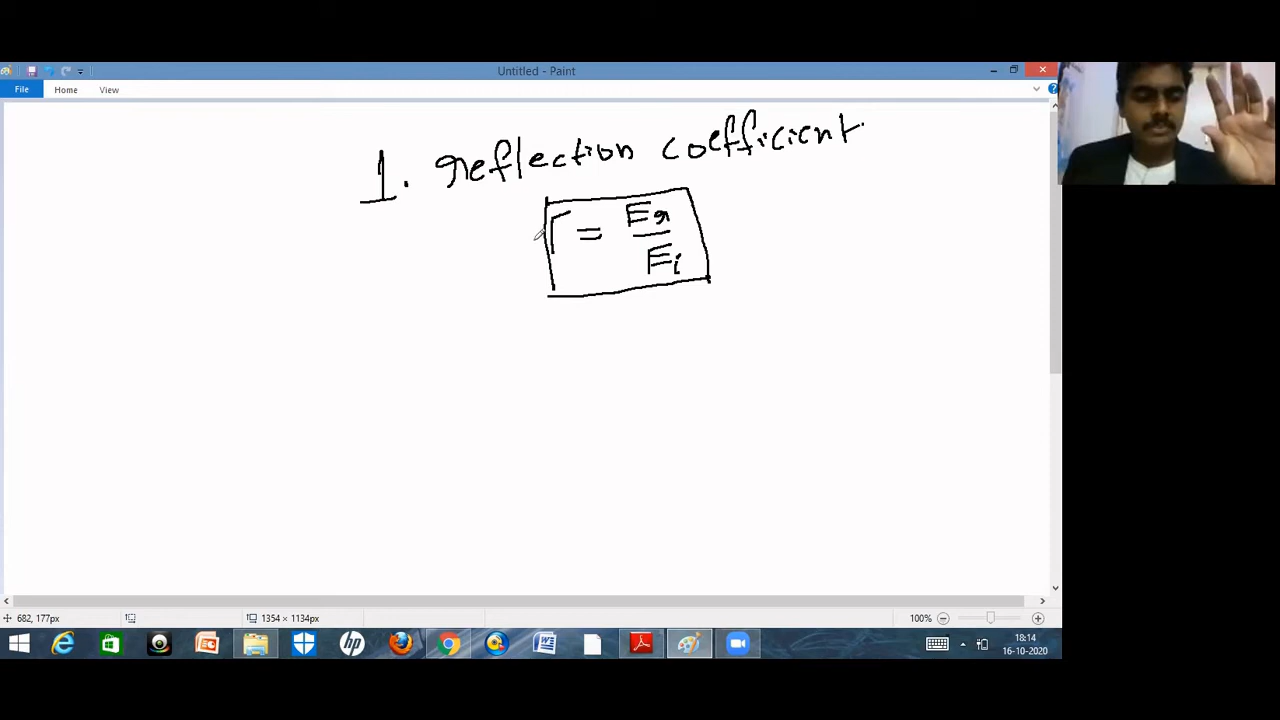 Untitled - Paint
File Home View
1. reflection coefficient.
Γ = Er
Ei
682, 177px
1354 × 1134px
100%
hp
18:14
16-10-2020